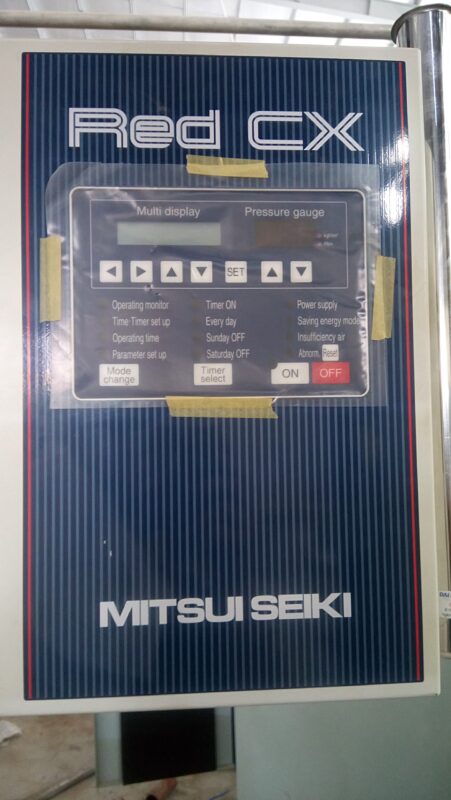 Red CX
Multi display Pressure gauge
SET
Operating monitor Timer ON Power supply
Time·Timer set up Every day Saving energy mode
Operating time Sunday OFF Insufficiency air
Parameter set up Saturday OFF Abnorm. Reset
Mode change Timer select ON OFF
MITSUI SEIKI